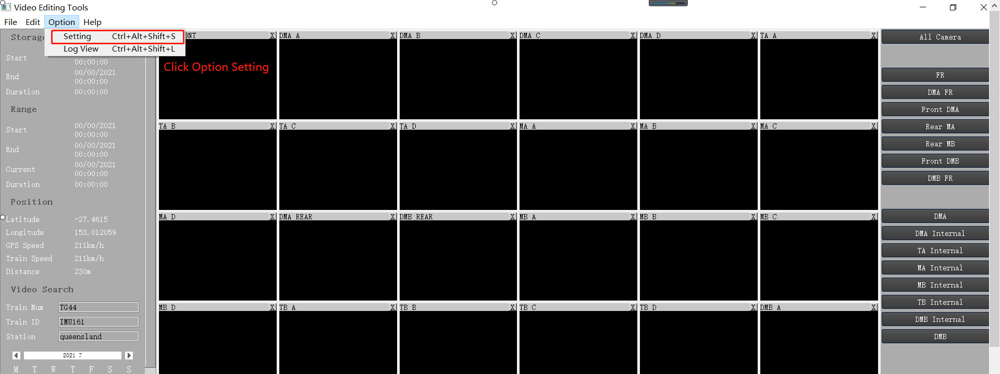 Video Editing Tools
File Edit Option Help
Setting Ctrl+Alt+Shift+S
Log View Ctrl+Alt+Shift+L
Click Option Setting
DMA A X
DMA B X
DMA C X
DMA D X
TA A X
TA B X
TA C X
TA D X
MA A X
MA B X
MA C X
MA D X
DMA REAR X
DMB REAR X
MB A X
MB B X
MB C X
MB D X
TB A X
TB B X
TB C X
TB D X
DMB A X
Start
00:00:00
End 00/00/2021
00:00:00
Duration 00:00:00
Range
Start 00/00/2021
00:00:00
End 00/00/2021
00:00:00
Current 00/00/2021
00:00:00
Duration 00:00:00
Position
Latitude -27.4615
Longitude 153.012059
GPS Speed 211km/h
Train Speed 211km/h
Distance 230m
Video Search
Train Num TG44
Train ID IMU161
Station queensland
2021 7
M T W T F S S
All Camera
FR
DMA FR
Front DMA
Rear MA
Rear MB
Front DMB
DMB FR
DMA
DMA Internal
TA Internal
MA Internal
MB Internal
TB Internal
DMB Internal
DMB